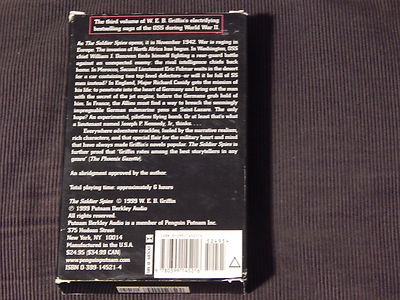 The third volume of W. E. B. Griffin's electrifying
bestselling saga of the OSS during World War II.
As The Soldier Spies opens, it is November 1942. War is raging in
Europe. The invasion of North Africa has begun. In Washington, OSS
chief William J. Donovan finds himself fighting a rear-guard battle
against an unexpected enemy: the rival intelligence chiefs back
home. In Morocco, Second Lieutenant Eric Fulmar waits in the desert
for a car containing two top-level defectors—or will it be full of SS
men instead? In England, Major Richard Canidy gets the mission of
his life: to penetrate into the heart of Germany and bring out the man
with the secret of the jet engine, before the Germans grab hold of
him. In France, the Allies must find a way to breach the seemingly
impregnable German submarine pens at Saint-Lazare. The only
hope? An experimental, pilotless flying bomb. Or at least that's what
a lieutenant named Joseph P. Kennedy, Jr., thinks. . . .
Everywhere adventure crackles, fueled by the narrative realism,
rich characters, and that special flair for the military heart and mind
that have always made Griffin's novels popular. The Soldier Spies is
further proof that "Griffin rates among the best storytellers in any
genre" (The Phoenix Gazette).
An abridgment approved by the author.
Total playing time: approximately 6 hours
The Soldier Spies © 1999 W. E. B. Griffin
℗ 1999 Putnam Berkley Audio
All rights reserved.
Putnam Berkley Audio is a member of Penguin Putnam Inc.
375 Hudson Street
New York, NY 10014
Manufactured in the U.S.A.
$24.95 ($34.99 CAN)
www.penguinputnam.com
ISBN 0-399-14521-4